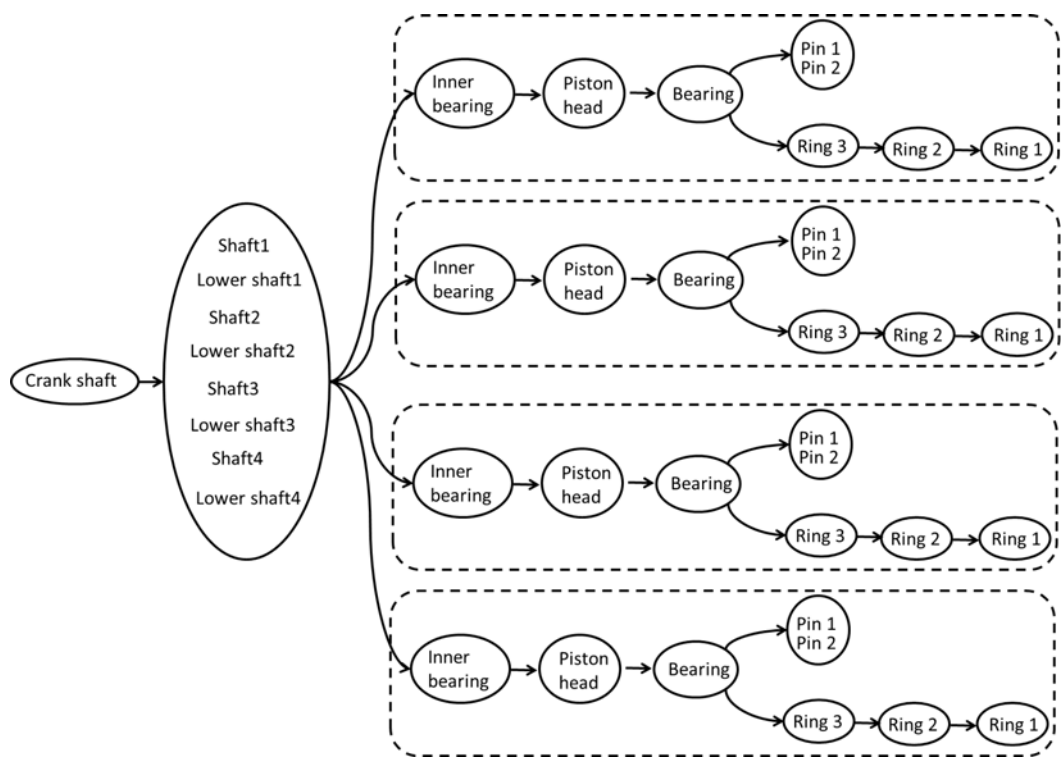 Crank shaft
Shaft1
Lower shaft1
Shaft2
Lower shaft2
Shaft3
Lower shaft3
Shaft4
Lower shaft4
Inner
bearing
Piston
head
Bearing
Pin 1
Pin 2
Ring 3
Ring 2
Ring 1
Inner
bearing
Piston
head
Bearing
Pin 1
Pin 2
Ring 3
Ring 2
Ring 1
Inner
bearing
Piston
head
Bearing
Pin 1
Pin 2
Ring 3
Ring 2
Ring 1
Inner
bearing
Piston
head
Bearing
Pin 1
Pin 2
Ring 3
Ring 2
Ring 1